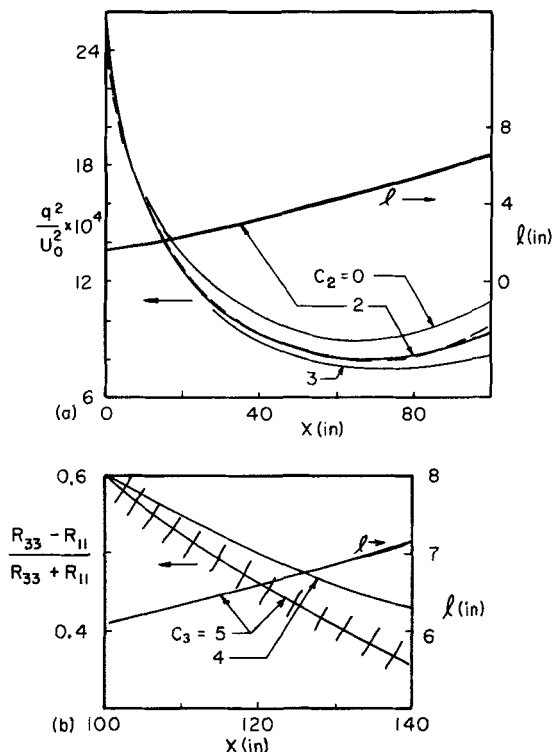 24
18
12
6
q²
U₀² ×10⁴
8
4
0
ℓ (in)
ℓ →
C₂ = 0
2
3
(a)
0
40
80
X (in)
0,6
0,4
R₃₃ – R₁₁
R₃₃ + R₁₁
8
7
6
ℓ (in)
ℓ →
C₃ = 5
4
(b)
100
120
140
X (in)